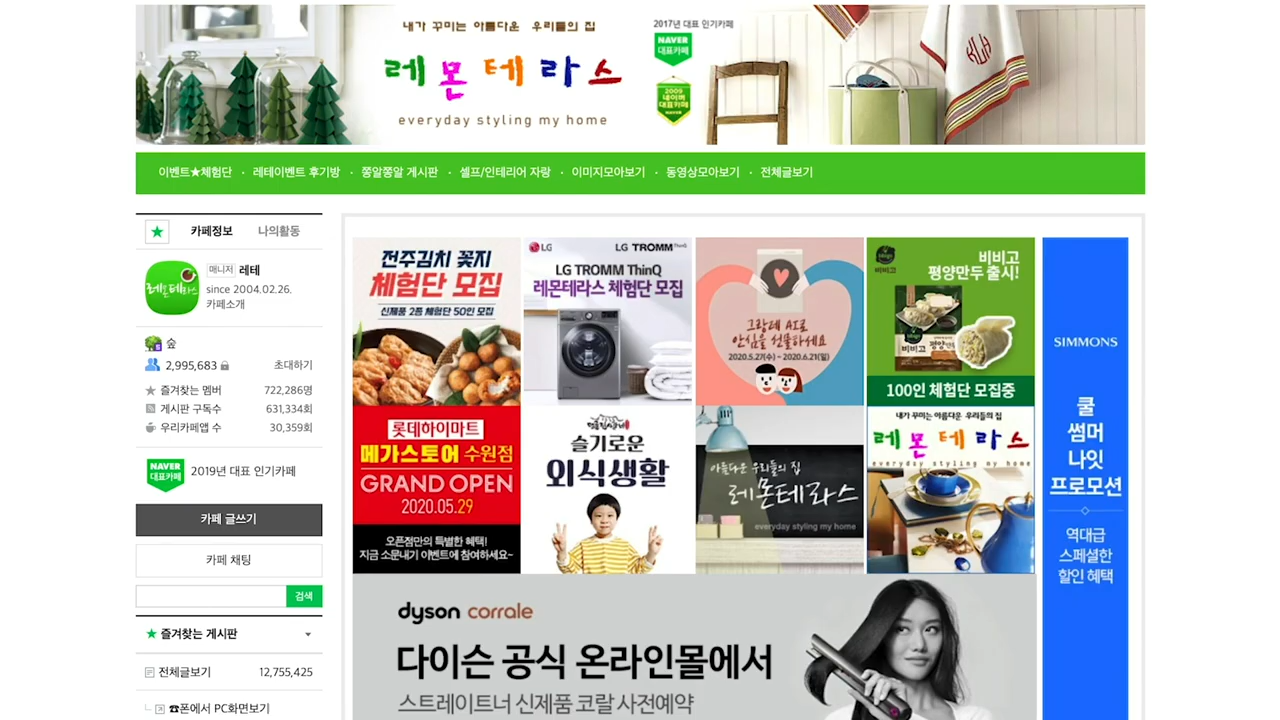 내가 꾸미는 아름다운 우리들의 집
레몬테라스
everyday styling my home
2017년 대표 인기카페
NAVER
대표카페
2009
네이버
대표카페
이벤트★체험단 · 레테이벤트 후기방 · 쫑알쫑알 게시판 · 셀프/인테리어 자랑 · 이미지모아보기 · 동영상모아보기 · 전체글보기
카페정보 나의활동
매니저 레테
since 2004.02.26.
카페소개
레몬테라스
숲
2,995,683 초대하기
즐겨찾는 멤버 722,286명
게시판 구독수 631,334회
우리카페앱 수 30,359회
NAVER
대표카페
2019년 대표 인기카페
카페 글쓰기
카페 채팅
검색
★ 즐겨찾는 게시판
전체글보기 12,755,425
☎폰에서 PC화면보기
전주김치 꽃지
체험단 모집
신제품 2종 체험단 50인 모집
LG
LG TROMM ThinQ
LG TROMM ThinQ
레몬테라스 체험단 모집
그랑데 AI로
안심을 선물하세요
2020.5.27(수) ~ 2020.6.21(일)
비비고
비비고
평양만두 출시!
비비고
100인 체험단 모집중
롯데하이마트
메가스토어 수원점
GRAND OPEN
2020.05.29
오픈점만의 특별한 혜택!
지금 소문내기 이벤트에 참여하세요~
슬기로운
외식생활
아름다운 우리들의 집
레몬테라스
everyday styling my home
내가 꾸미는 아름다운 우리들의 집
레몬테라스
everyday styling my home
SIMMONS
쿨
썸머
나잇
프로모션
역대급
스페셜한
할인 혜택
dyson corrale
다이슨 공식 온라인몰에서
스트레이트너 신제품 코랄 사전예약